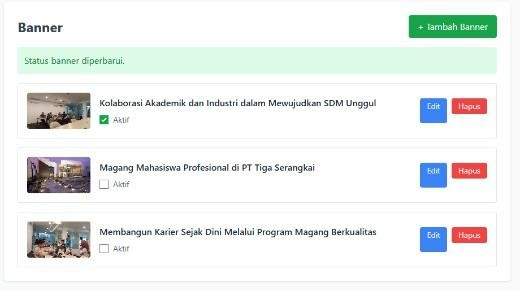 Banner
+ Tambah Banner
Status banner diperbarui.
Kolaborasi Akademik dan Industri dalam Mewujudkan SDM Unggul
Aktif
Edit
Hapus
Magang Mahasiswa Profesional di PT Tiga Serangkai
Aktif
Edit
Hapus
Membangun Karier Sejak Dini Melalui Program Magang Berkualitas
Aktif
Edit
Hapus